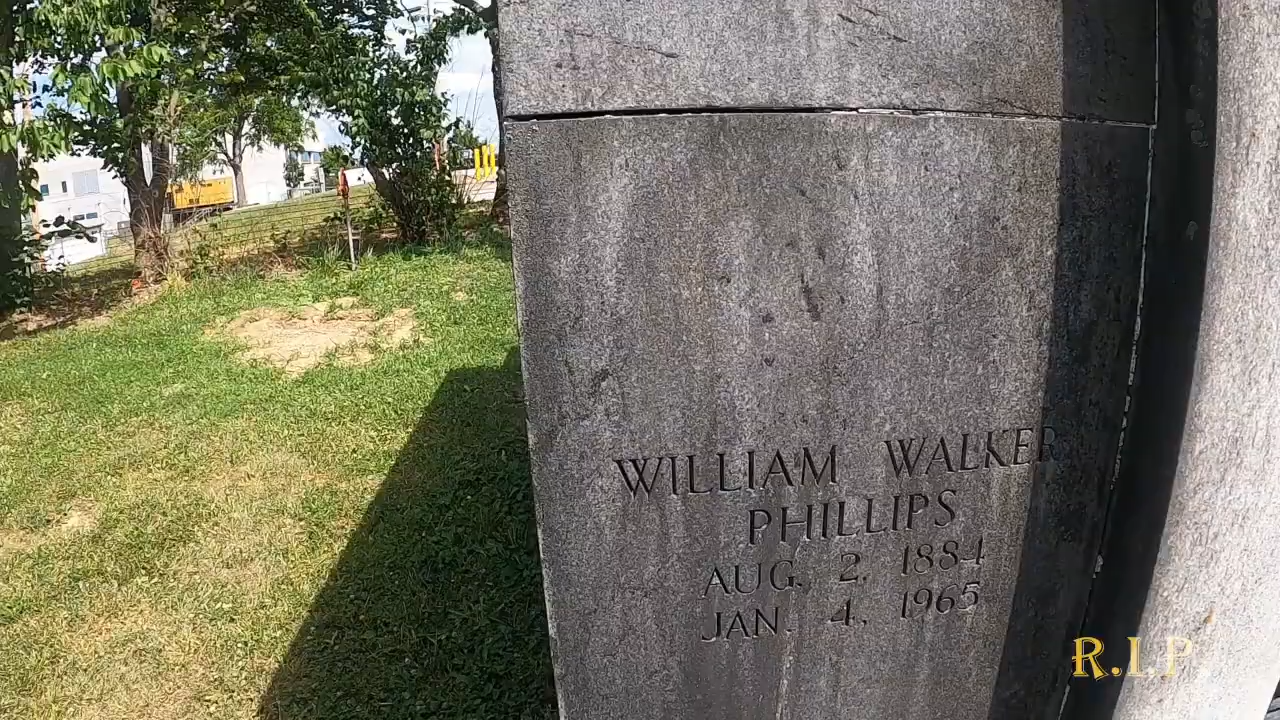 WILLIAM WALKER
PHILLIPS
AUG. 2, 1884
JAN. 4, 1965
R.I.P